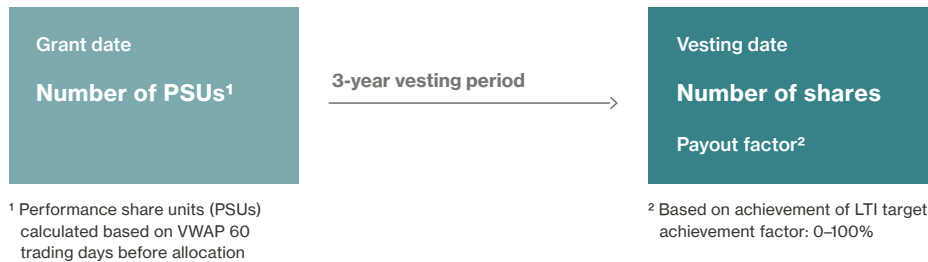 Grant date
Number of PSUs¹
3-year vesting period
Vesting date
Number of shares
Payout factor²
¹ Performance share units (PSUs)
calculated based on VWAP 60
trading days before allocation
² Based on achievement of LTI target
achievement factor: 0–100%